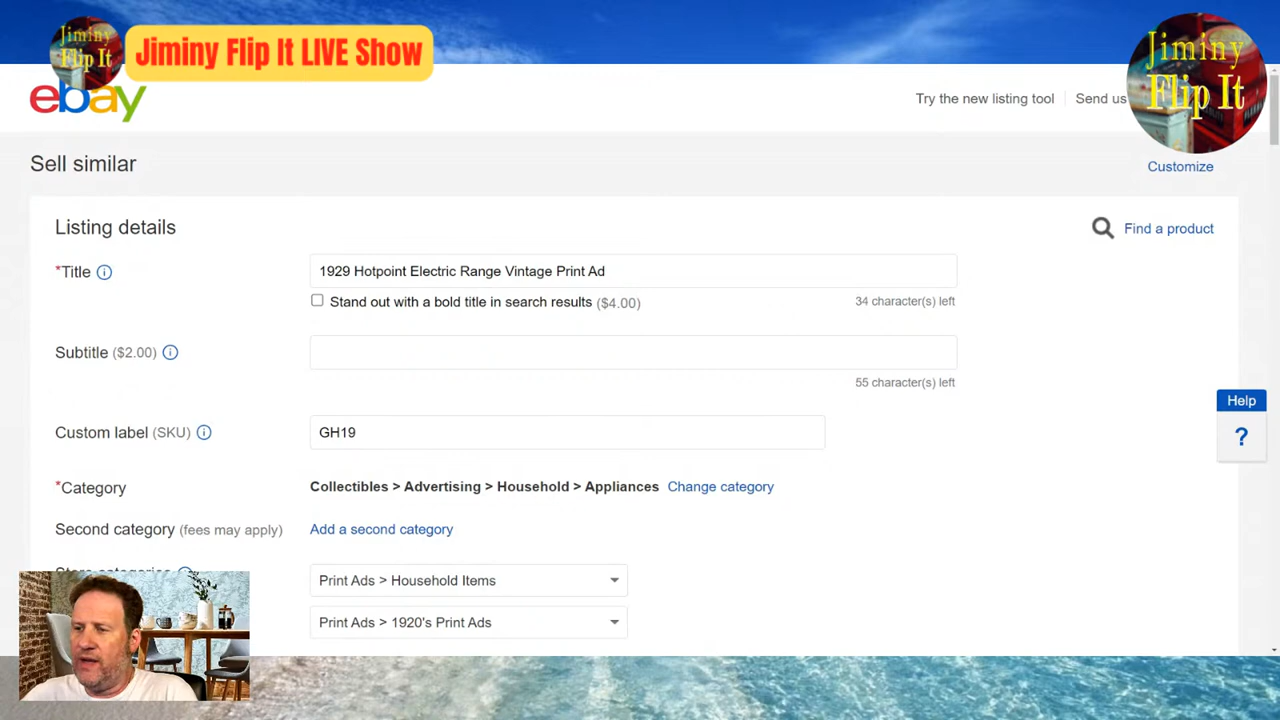 Jiminy
Flip It
Jiminy Flip It LIVE Show
Jiminy
Flip It
ebay
Try the new listing tool
Send us
Sell similar
Customize
Listing details
Find a product
*Title
1929 Hotpoint Electric Range Vintage Print Ad
Stand out with a bold title in search results ($4.00)
34 character(s) left
Subtitle ($2.00)
55 character(s) left
Help
?
Custom label (SKU)
GH19
*Category
Collectibles > Advertising > Household > Appliances Change category
Second category (fees may apply)
Add a second category
Store categories
Print Ads > Household Items
Print Ads > 1920's Print Ads